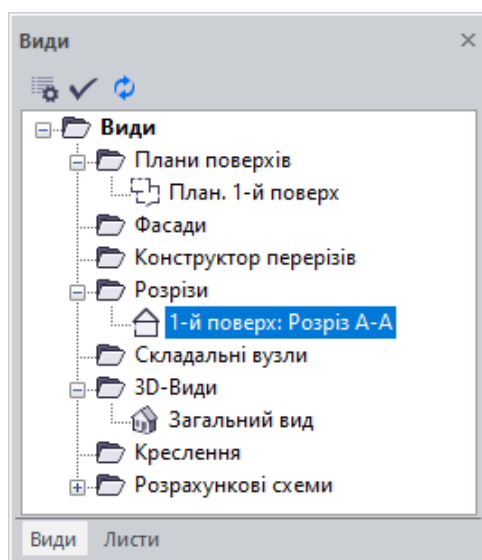 Види
Види
Плани поверхів
План. 1-й поверх
Фасади
Конструктор перерізів
Розрізи
1-й поверх: Розріз А-А
Складальні вузли
3D-Види
Загальний вид
Креслення
Розрахункові схеми
Види Листи